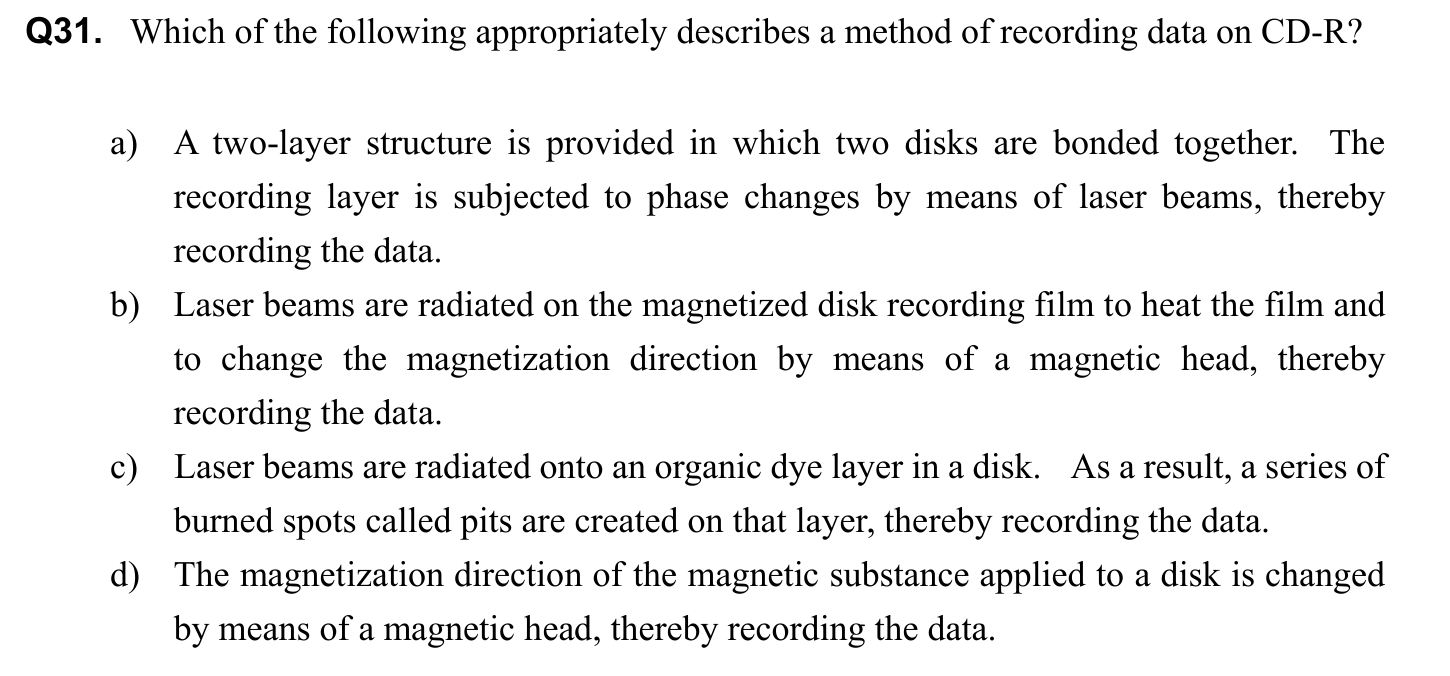 Q31. Which of the following appropriately describes a method of recording data on CD-R?
a) A two-layer structure is provided in which two disks are bonded together. The
recording layer is subjected to phase changes by means of laser beams, thereby
recording the data.
b) Laser beams are radiated on the magnetized disk recording film to heat the film and
to change the magnetization direction by means of a magnetic head, thereby
recording the data.
c) Laser beams are radiated onto an organic dye layer in a disk. As a result, a series of
burned spots called pits are created on that layer, thereby recording the data.
d) The magnetization direction of the magnetic substance applied to a disk is changed
by means of a magnetic head, thereby recording the data.